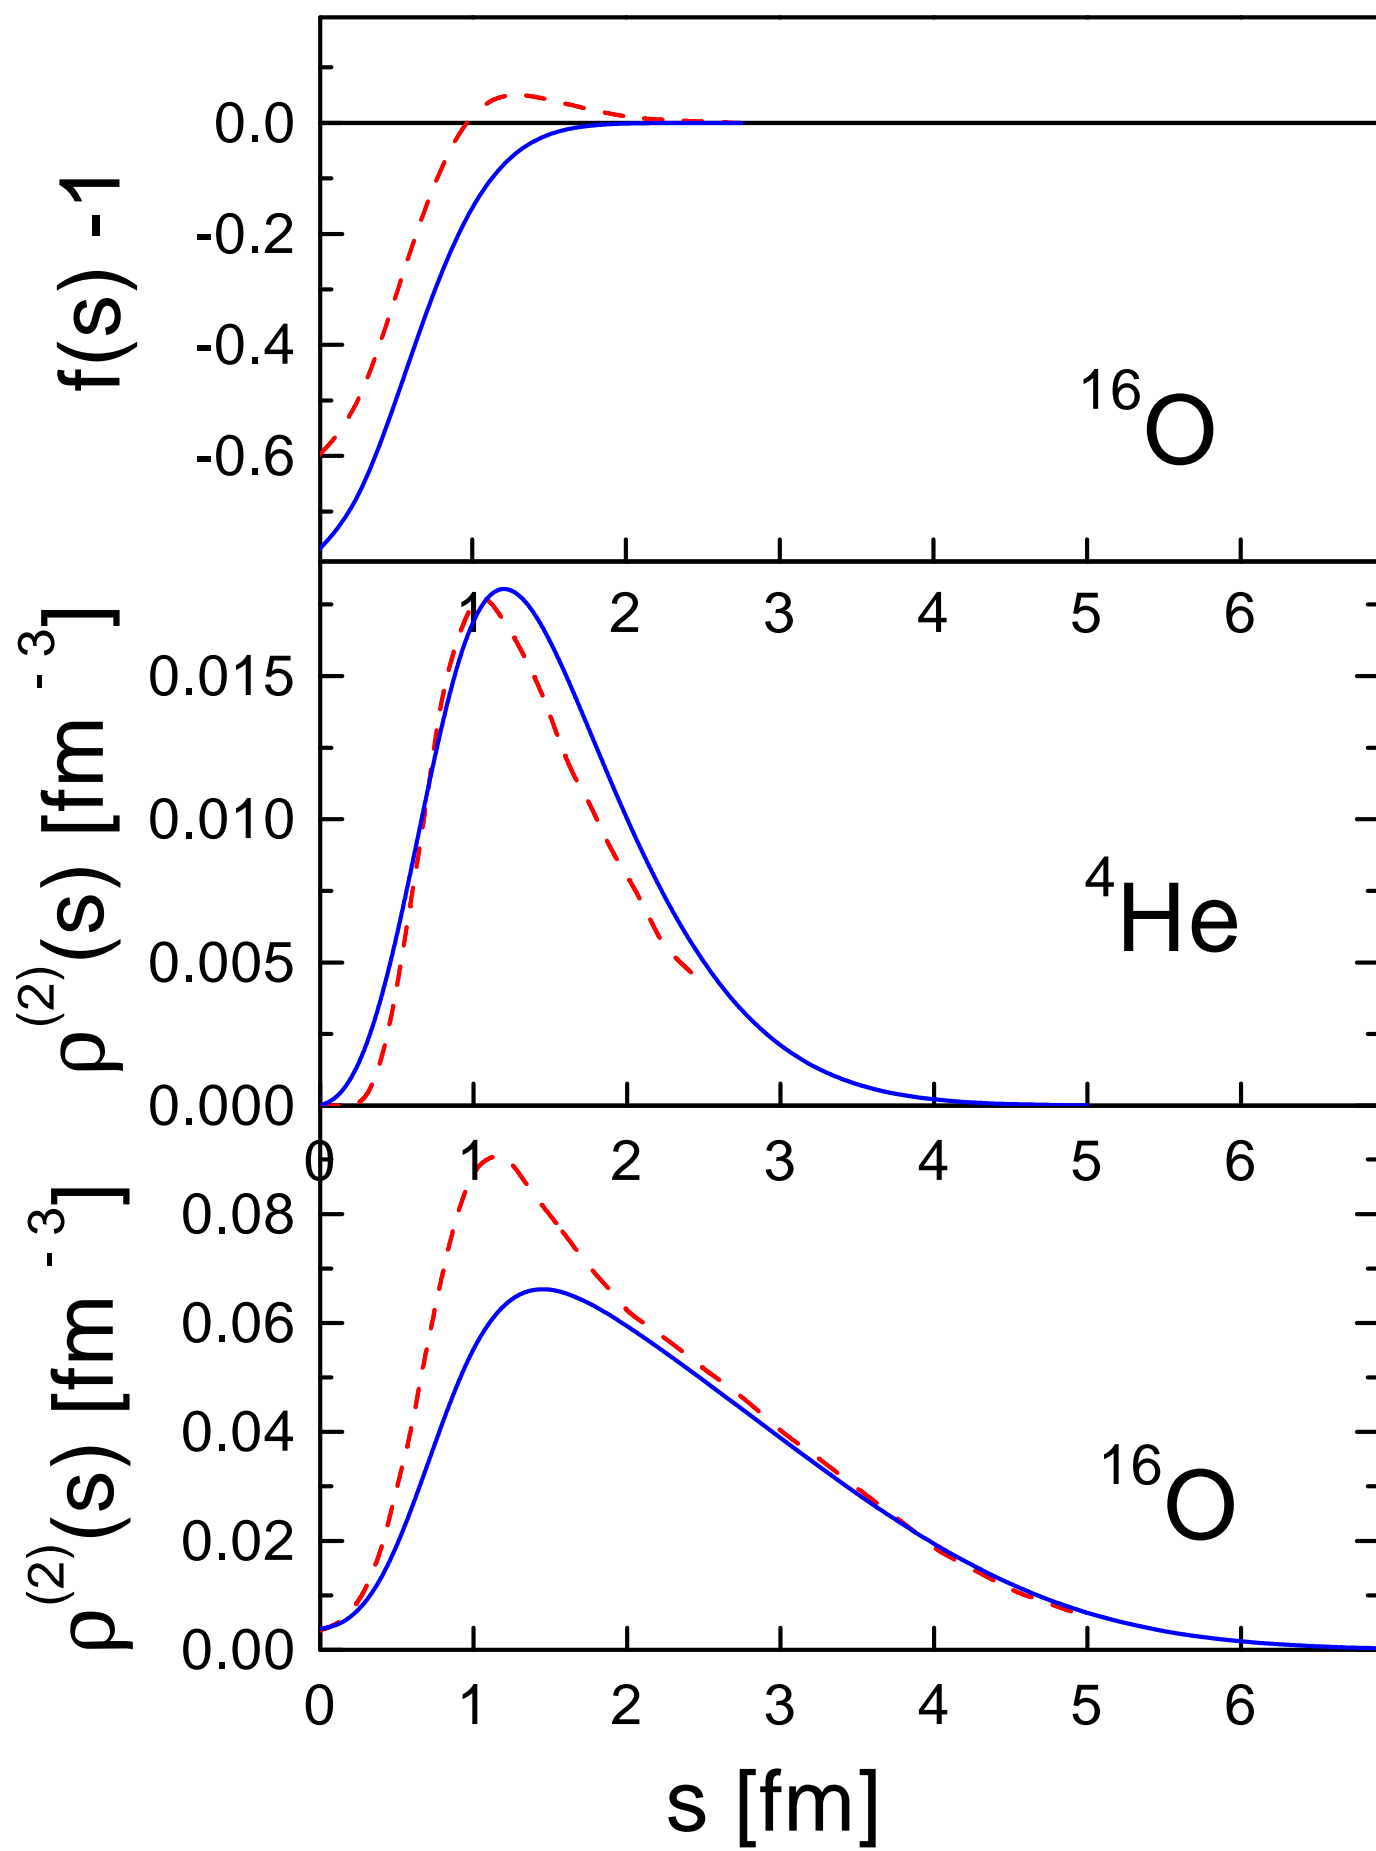 f(s) -1
0.0
-0.2
-0.4
-0.6
¹⁶O
ρ⁽²⁾(s) [fm⁻³]
1 2 3 4 5 6
0.015
0.010
0.005
0.000
⁴He
ρ⁽²⁾(s) [fm⁻³]
0 1 2 3 4 5 6
0.08
0.06
0.04
0.02
0.00
¹⁶O
0 1 2 3 4 5 6
s [fm]